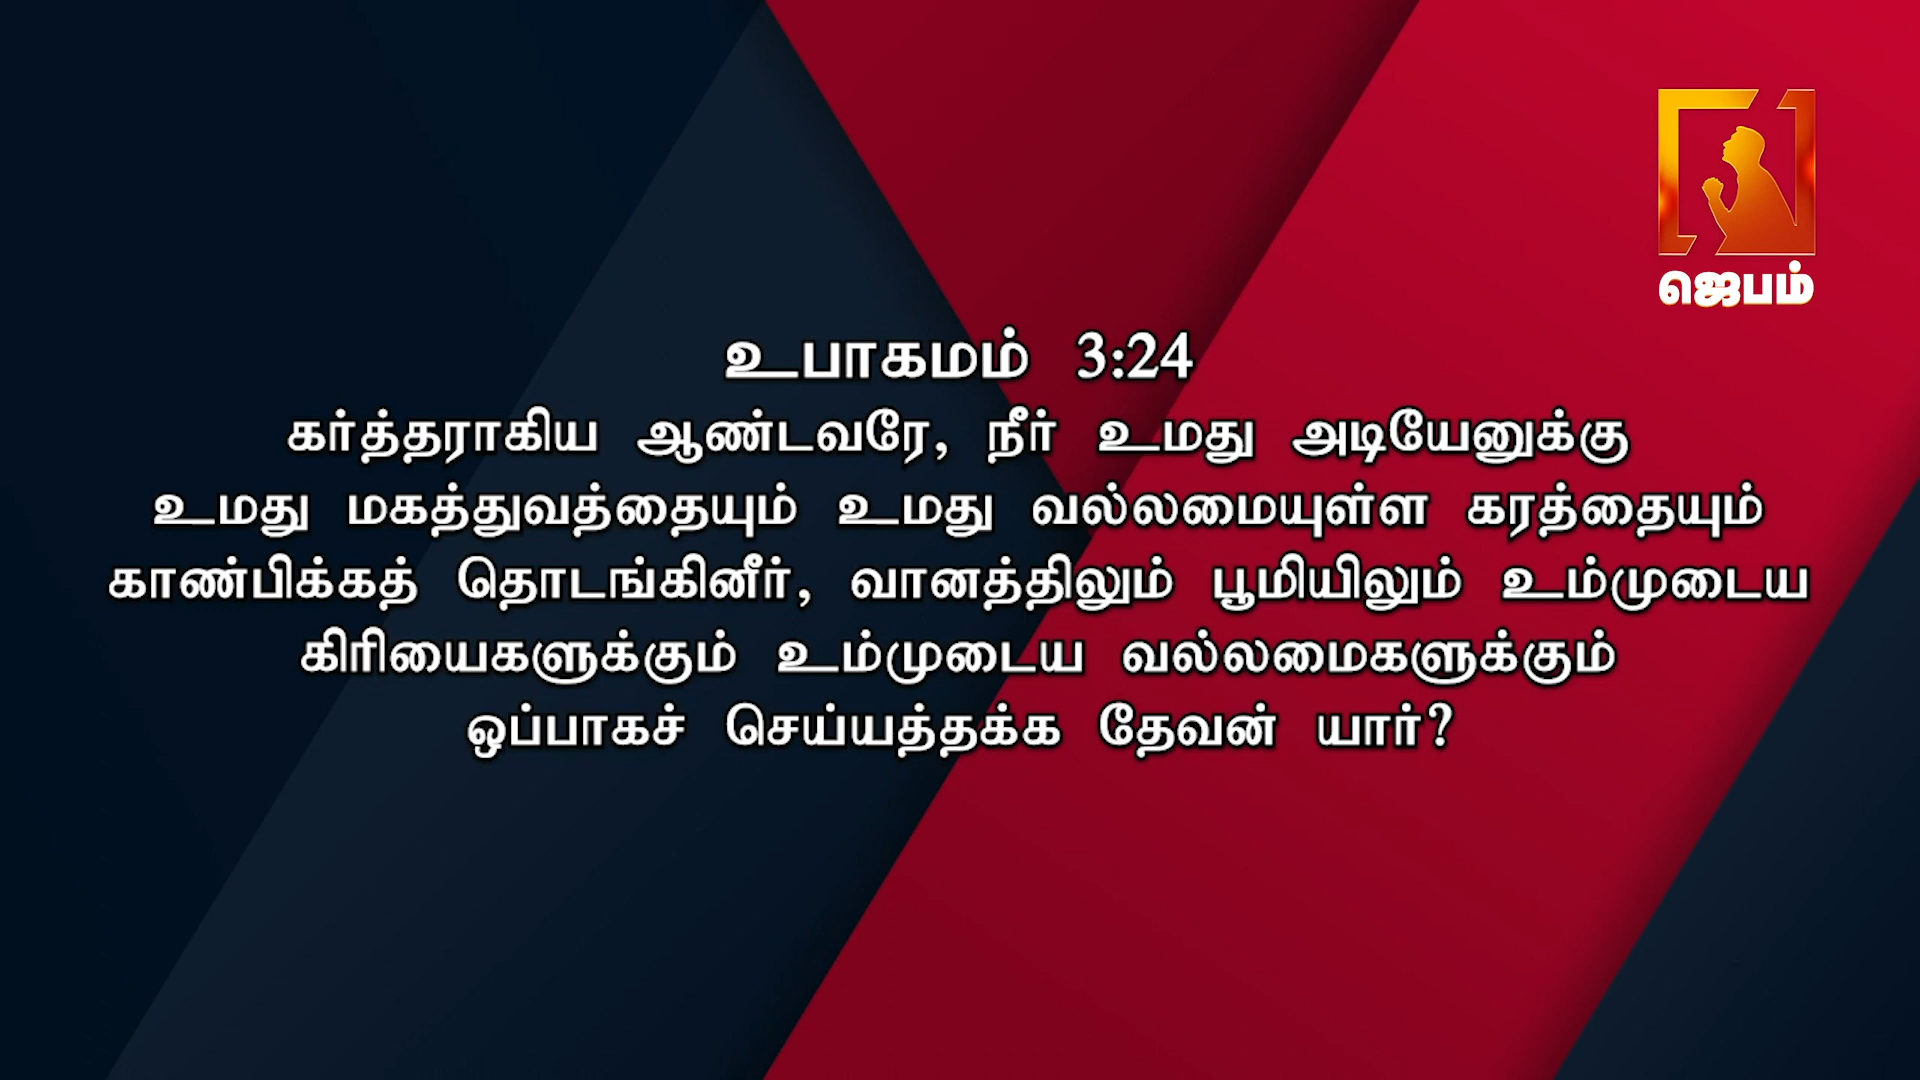 ஜெபம்
உபாகமம் 3:24
கர்த்தராகிய ஆண்டவரே, நீர் உமது அடியேனுக்கு
உமது மகத்துவத்தையும் உமது வல்லமையுள்ள கரத்தையும்
காண்பிக்கத் தொடங்கினீர், வானத்திலும் பூமியிலும் உம்முடைய
கிரியைகளுக்கும் உம்முடைய வல்லமைகளுக்கும்
ஒப்பாகச் செய்யத்தக்க தேவன் யார்?